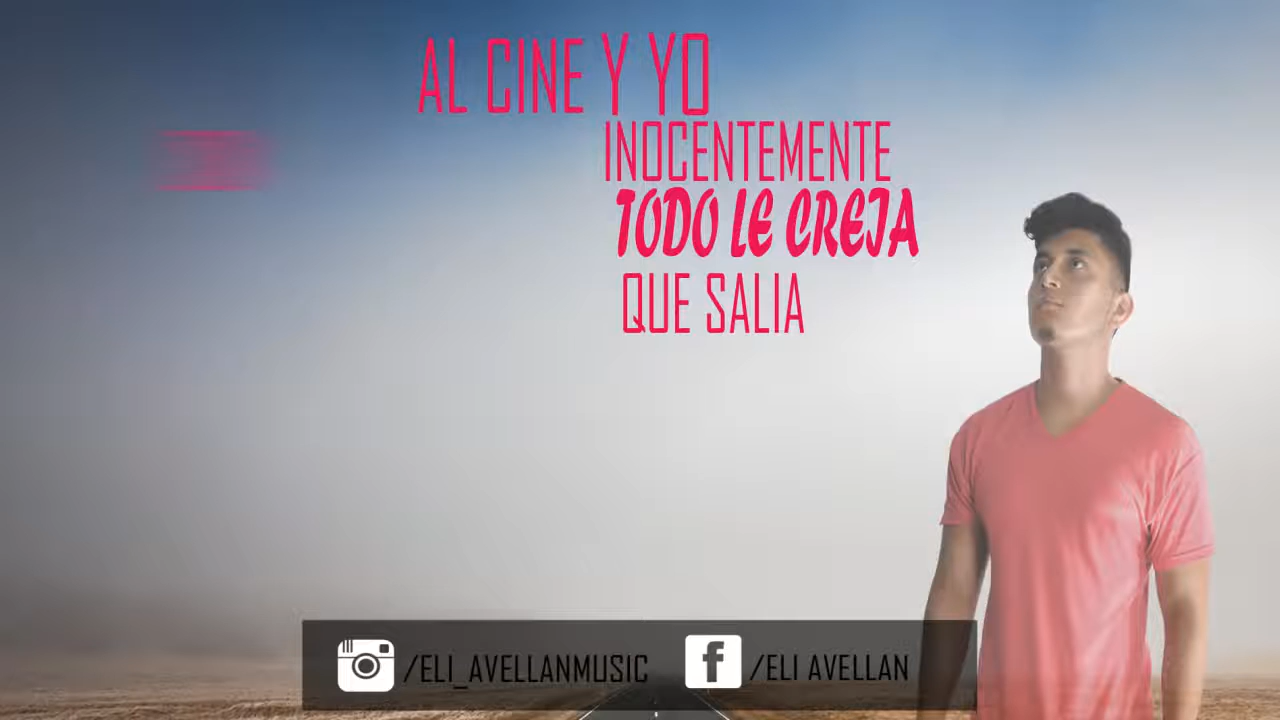 AL CINE Y YO
INOCENTEMENTE
TODO LE CREIA
QUE SALIA
/ELI_AVELLANMUSIC
/ELI AVELLAN